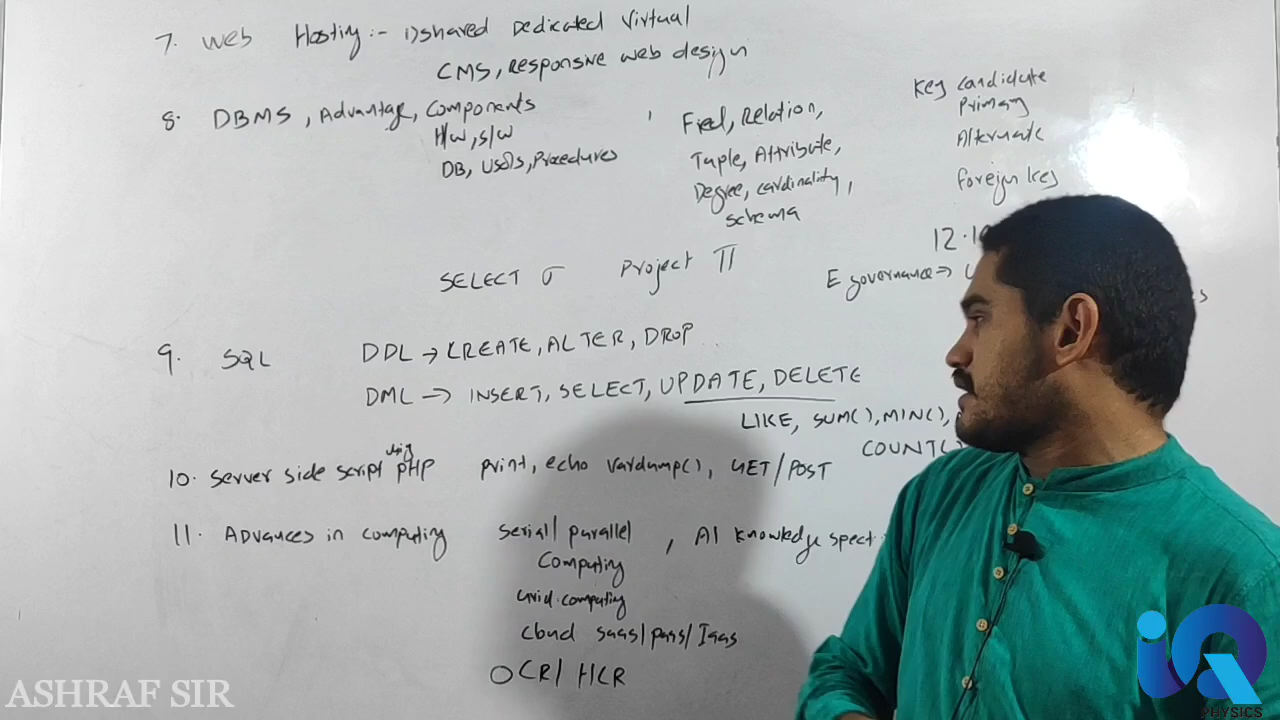 7. Web Hosting :- 1) shared Dedicated Virtual
CMS, Responsive web design
8. DBMS, Advantage, Components
H/W, S/W
DB, Users, Procedures
Field, Relation,
Tuple, Attribute,
Degree, cardinality,
schema
Key candidate
Primary
Alternate
foreign key
SELECT σ Project π
E governance ⇒
9. SQL DDL → CREATE, ALTER, DROP
DML → INSERT, SELECT, UPDATE, DELETE
LIKE, SUM(), MIN(),
COUNT()
10. Server side script using PHP print, echo vardump(), GET/POST
11. Advances in computing serial/parallel
Computing
Grid computing
cloud saas/paas/Iaas
OCR/HCR
, AI knowledge
ASHRAF SIR
iQ
PHYSICS